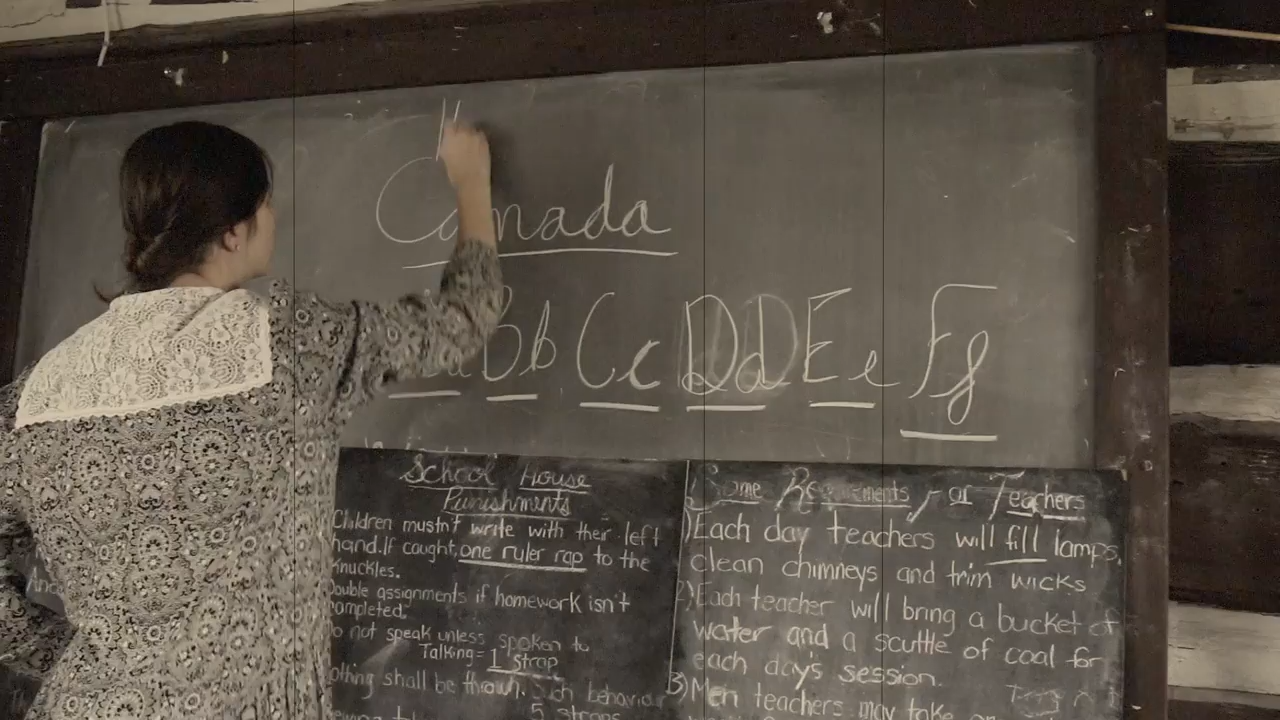 Canada
Bb Cc Dd Ee Ff
School House
Punishments
Children mustn't write with their left
hand. If caught, one ruler rap to the
knuckles.
Double assignments if homework isn't
completed.
Do not speak unless spoken to
Talking = 1 strap
shall be thrown. Such behaviour
5 straps
Some Requirements for Teachers
1) Each day teachers will fill lamps,
clean chimneys and trim wicks
2) Each teacher will bring a bucket of
water and a scuttle of coal for
each day's session.
3) Men teachers may take